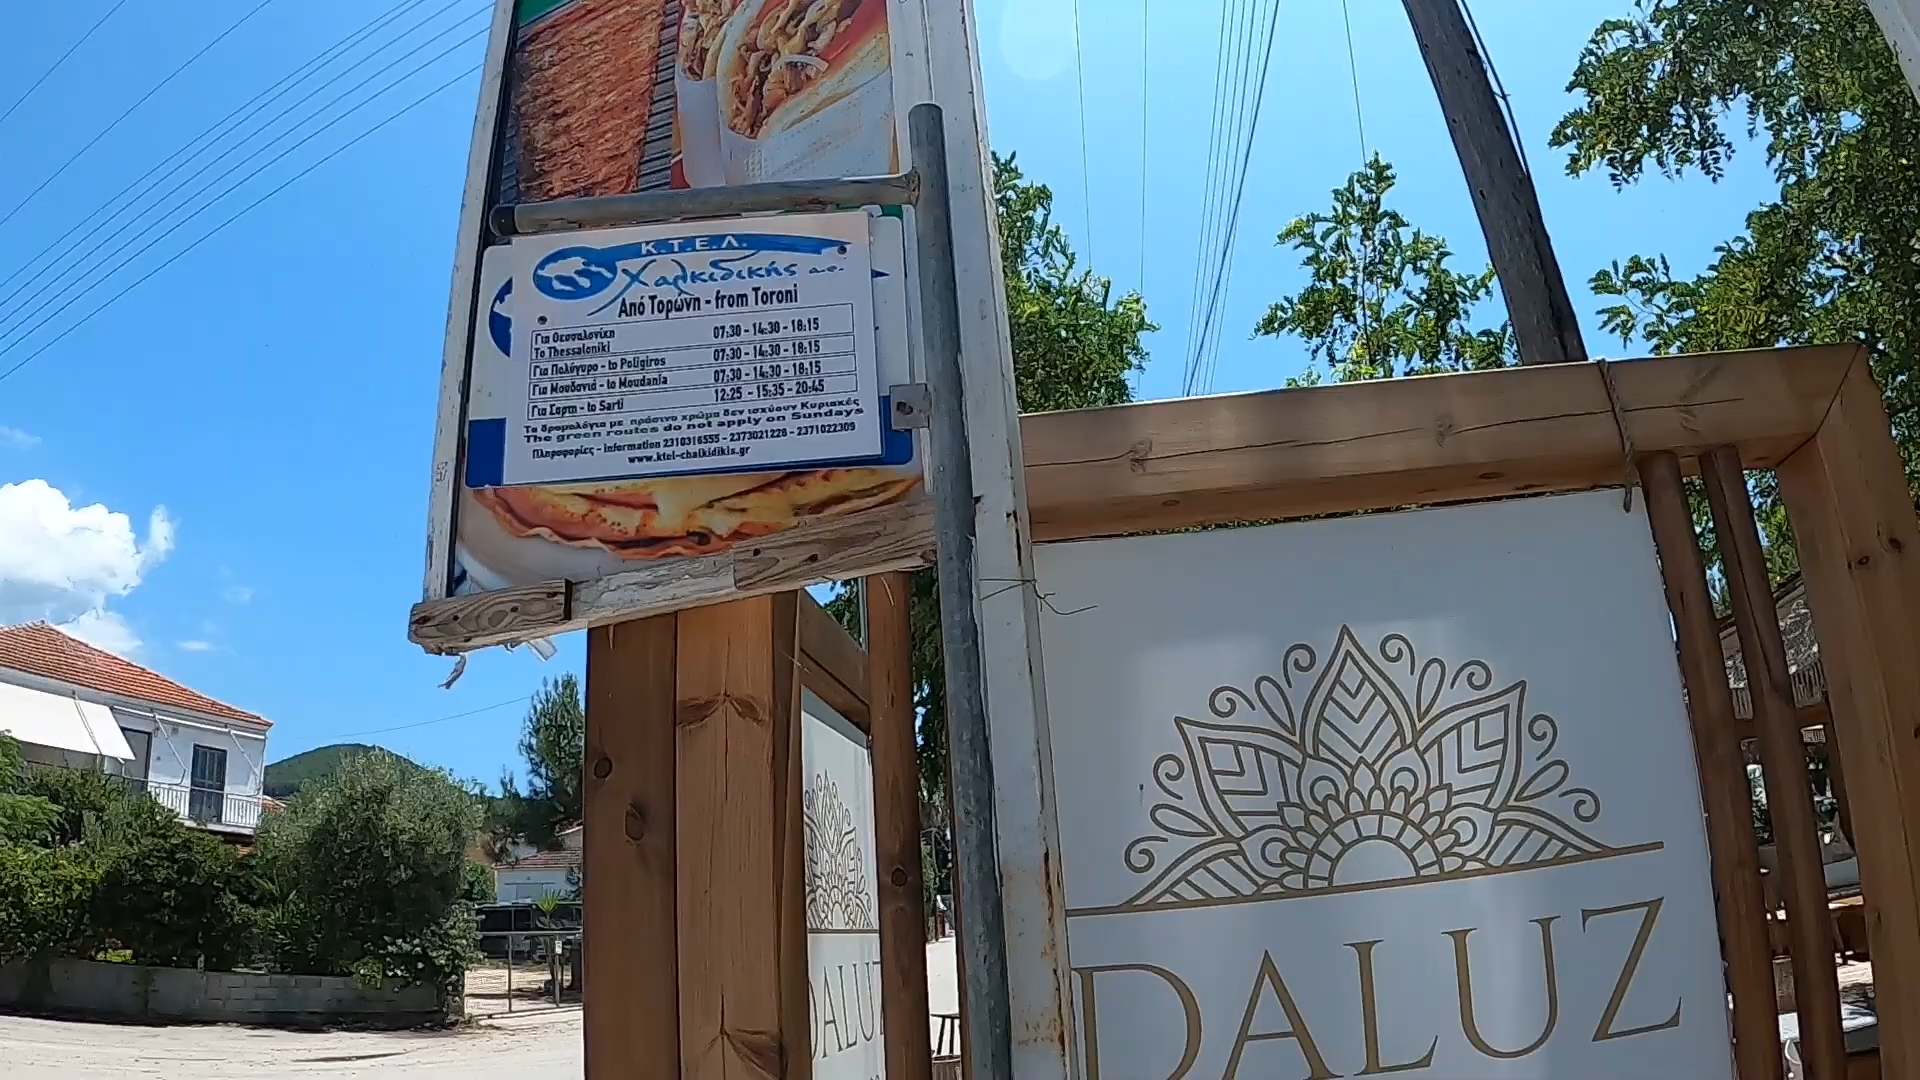 Κ.Τ.Ε.Λ.
Χαλκιδικής α.ε.
Από Τορώνη - from Toroni
Για Θεσσαλονίκη
To Thessaloniki 07:30 - 14:30 - 18:15
Για Πολύγυρο - to Poligiros 07:30 - 14:30 - 18:15
Για Μουδανιά - to Moudania 07:30 - 14:30 - 18:15
Για Σάρτη - to Sarti 12:25 - 15:35 - 20:45
Τα δρομολόγια με πράσινο χρώμα δεν ισχύουν Κυριακές
The green routes do not apply on Sundays
Πληροφορίες - information 2310316555 - 2373021228 - 2371022309
www.ktel-chalkidikis.gr
DALUZ
DALUZ